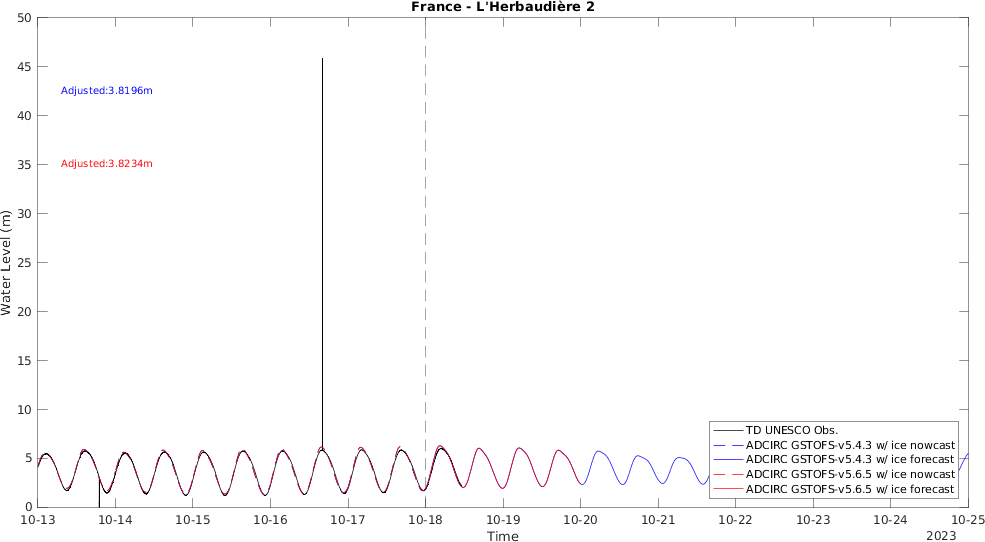 France - L'Herbaudière 2
50
45
40
35
30
25
20
15
10
5
0
Water Level (m)
Adjusted:3.8196m
Adjusted:3.8234m
TD UNESCO Obs.
ADCIRC GSTOFS-v5.4.3 w/ ice nowcast
ADCIRC GSTOFS-v5.4.3 w/ ice forecast
ADCIRC GSTOFS-v5.6.5 w/ ice nowcast
ADCIRC GSTOFS-v5.6.5 w/ ice forecast
10-13 10-14 10-15 10-16 10-17 10-18 10-19 10-20 10-21 10-22 10-23 10-24 10-25
Time
2023